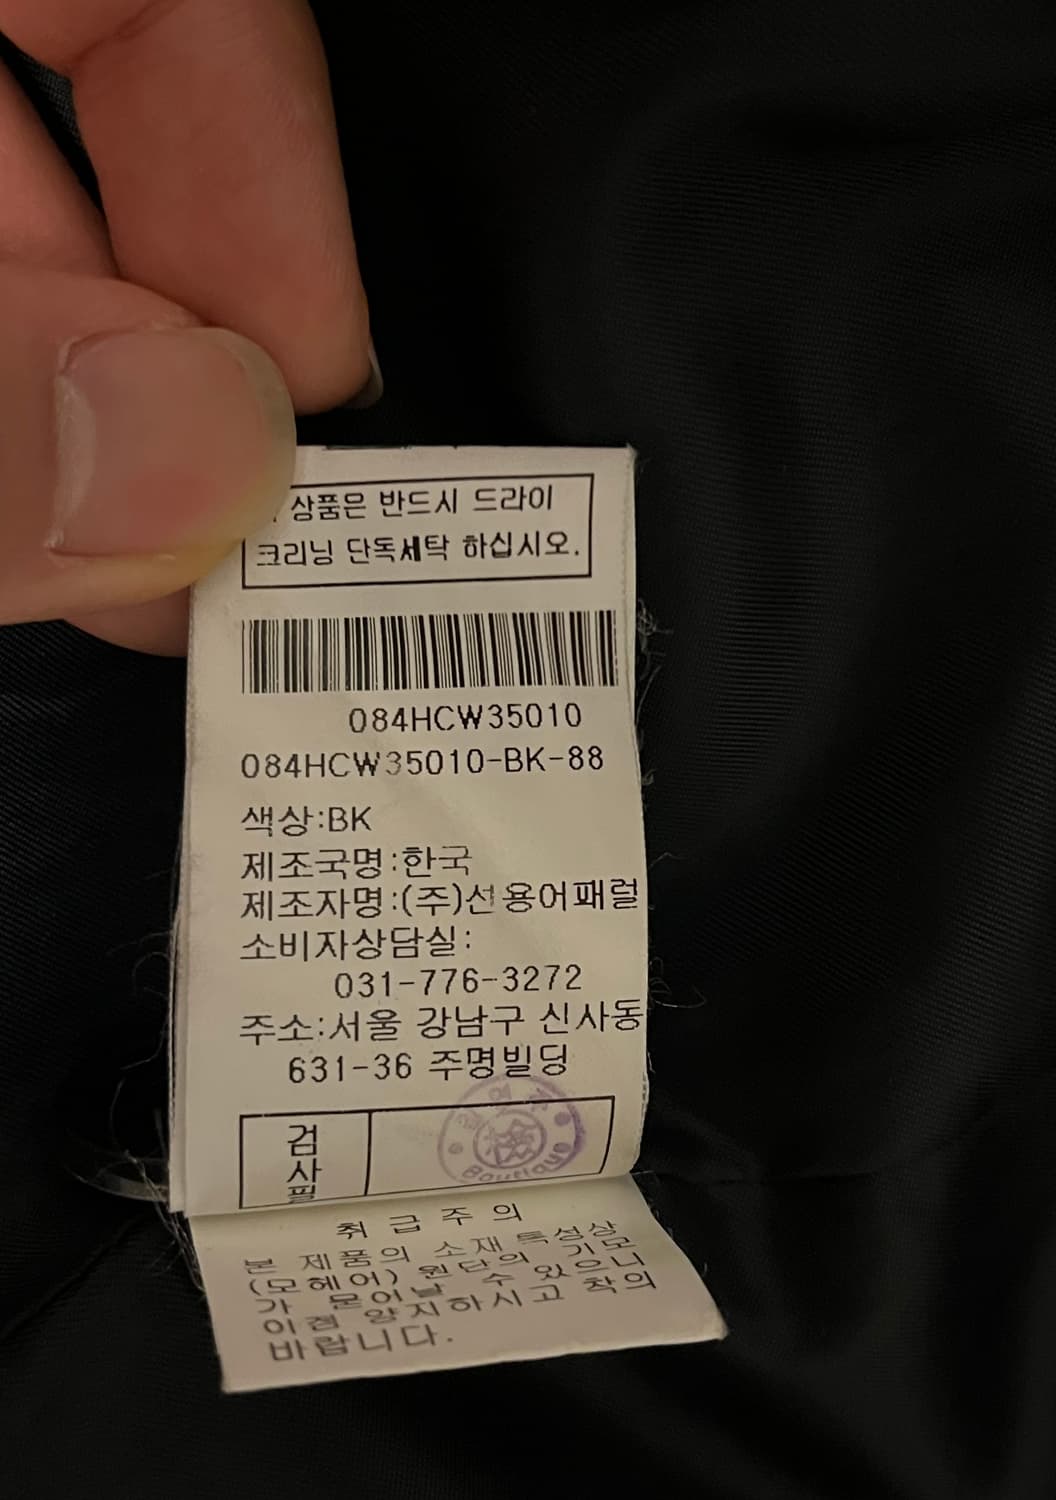 상품은 반드시 드라이
크리닝 단독세탁 하십시오.
084HCW35010
084HCW35010-BK-88
색상:BK
제조국명:한국
제조자명:(주)선용어패럴
소비자상담실:
031-776-3272
주소:서울 강남구 신사동
631-36 주명빌딩
검
사
필
Boutique
취 급 주 의
본 제품의 소재 특성상
(모헤어) 원단의 기모
가 묻어날 수 있으니
이점 양지하시고 착의
바랍니다.